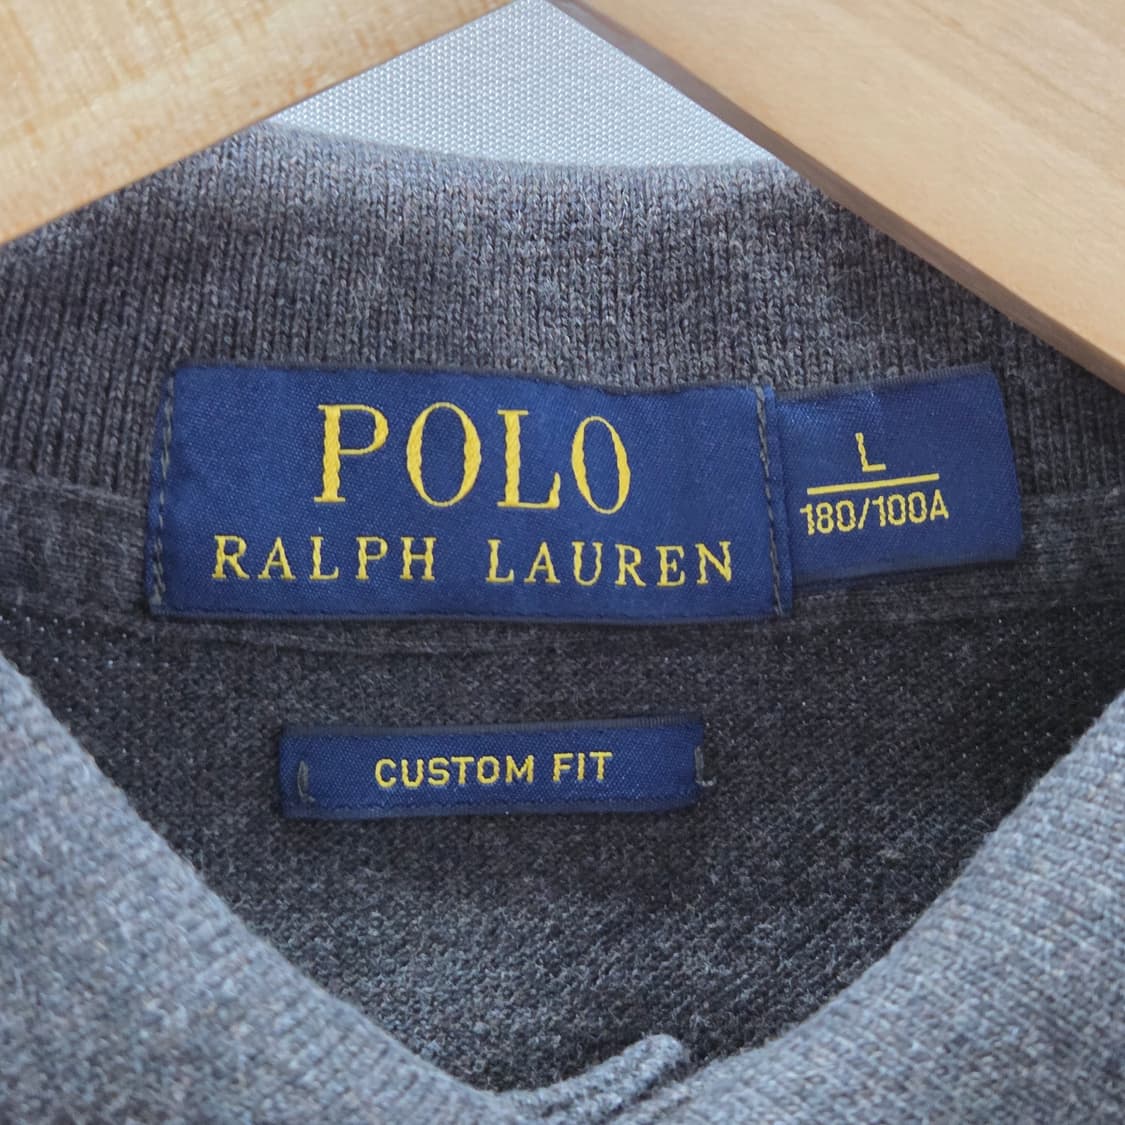 POLO
RALPH LAUREN
L
180/100A
CUSTOM FIT